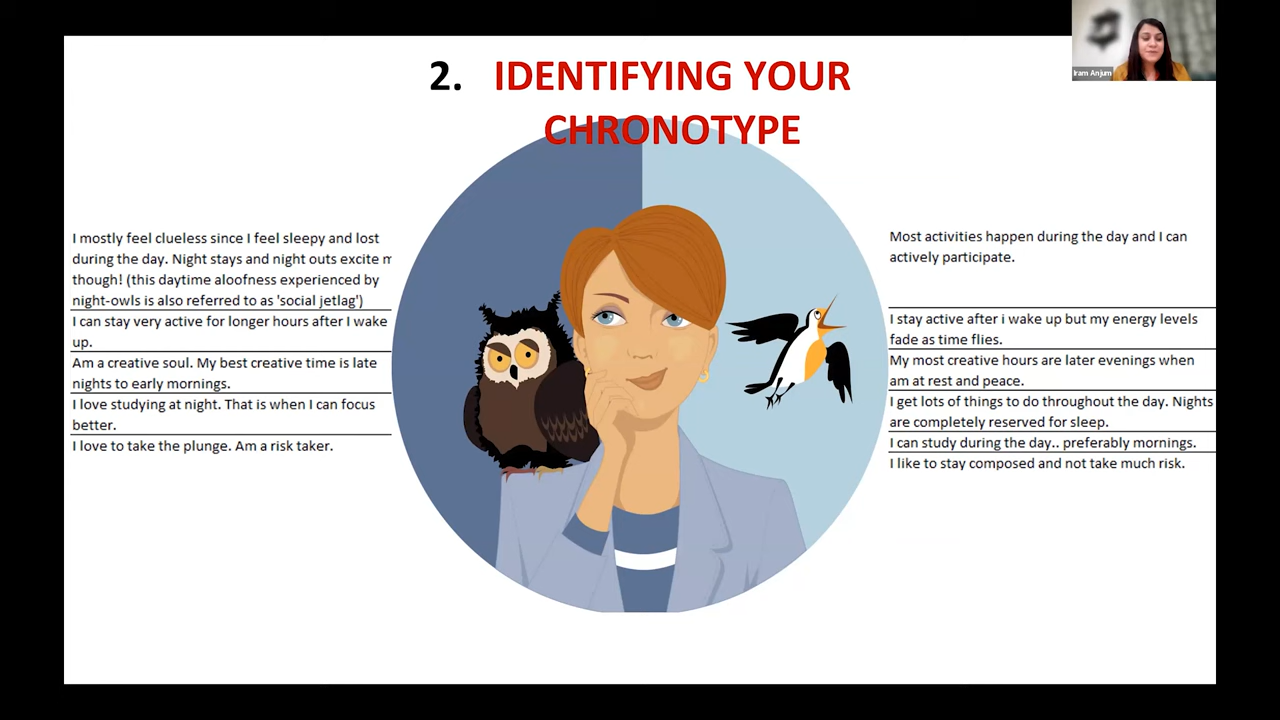 2. IDENTIFYING YOUR
CHRONOTYPE
I mostly feel clueless since I feel sleepy and lost
during the day. Night stays and night outs excite m
though! (this daytime aloofness experienced by
night-owls is also referred to as 'social jetlag')
I can stay very active for longer hours after I wake
up.
Am a creative soul. My best creative time is late
nights to early mornings.
I love studying at night. That is when I can focus
better.
I love to take the plunge. Am a risk taker.
Most activities happen during the day and I can
actively participate.
I stay active after i wake up but my energy levels
fade as time flies.
My most creative hours are later evenings when
am at rest and peace.
I get lots of things to do throughout the day. Nights
are completely reserved for sleep.
I can study during the day.. preferably mornings.
I like to stay composed and not take much risk.
Iram Anjum